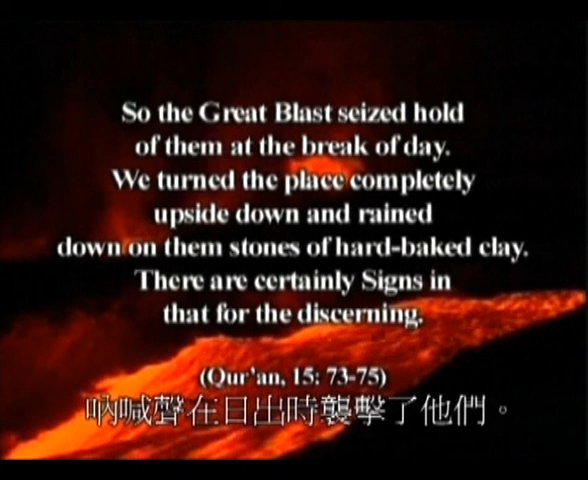 So the Great Blast seized hold
of them at the break of day.
We turned the place completely
upside down and rained
down on them stones of hard-baked clay.
There are certainly Signs in
that for the discerning.
(Qur'an, 15: 73-75)
吶喊聲在日出時襲擊了他們。